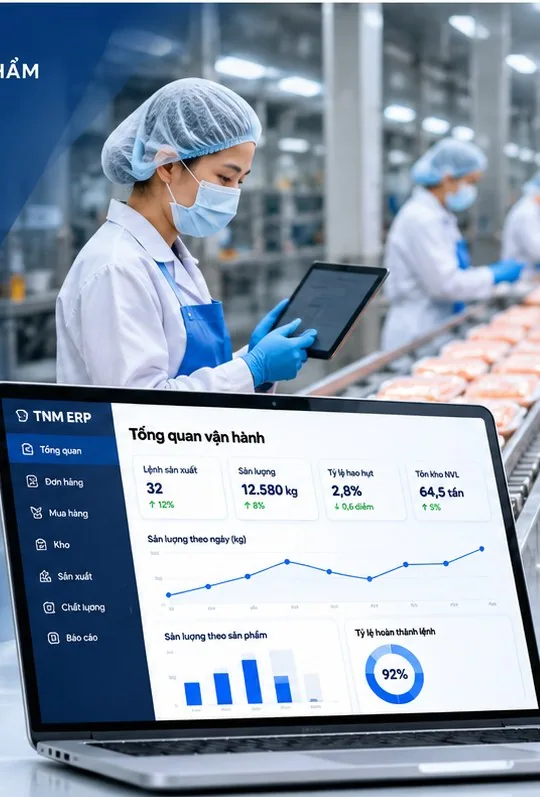 HẨM
TNM ERP
Tổng quan
Đơn hàng
Mua hàng
Kho
Sản xuất
Chất lượng
Báo cáo
Tổng quan vận hành
Lệnh sản xuất
32
↑ 12%
Sản lượng
12.580 kg
↑ 8%
Tỷ lệ hao hụt
2,8%
↓ 0,6 điểm
Tồn kho NVL
64,5 tấn
↑ 5%
Sản lượng theo ngày (kg)
Sản lượng theo sản phẩm
Tỷ lệ hoàn thành lệnh
92%